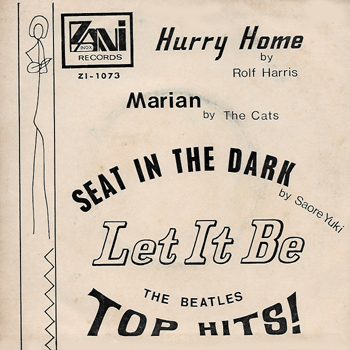 ZANI
INOX
RECORDS
ZI-1073
Hurry Home
by
Rolf Harris
Marian
by The Cats
SEAT IN THE DARK
by Saore Yuki
Let It Be
THE BEATLES
TOP HITS!